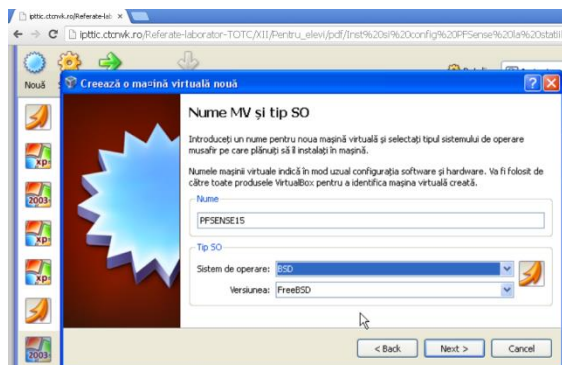 ipttic.ctcnvk.ro/Referate-lab
ipttic.ctcnvk.ro/Referate-laborator-TOTC/XII/Pentru_elevi/pdf/Inst%20si%20config%20PFSense%20la%20statii
Nouă
Creează o mașină virtuală nouă
Nume MV și tip SO
Introduceți un nume pentru noua mașină virtuală și selectați tipul sistemului de operare
musafir pe care plănuiți să îl instalați în mașină.
Numele mașinii virtuale indică în mod uzual configurația software și hardware. Va fi folosit de
către toate produsele VirtualBox pentru a identifica mașina virtuală creată.
Nume
PFSENSE15
Tip SO
Sistem de operare: BSD
Versiunea: FreeBSD
xp
2003
xp
xp
2003
< Back Next > Cancel